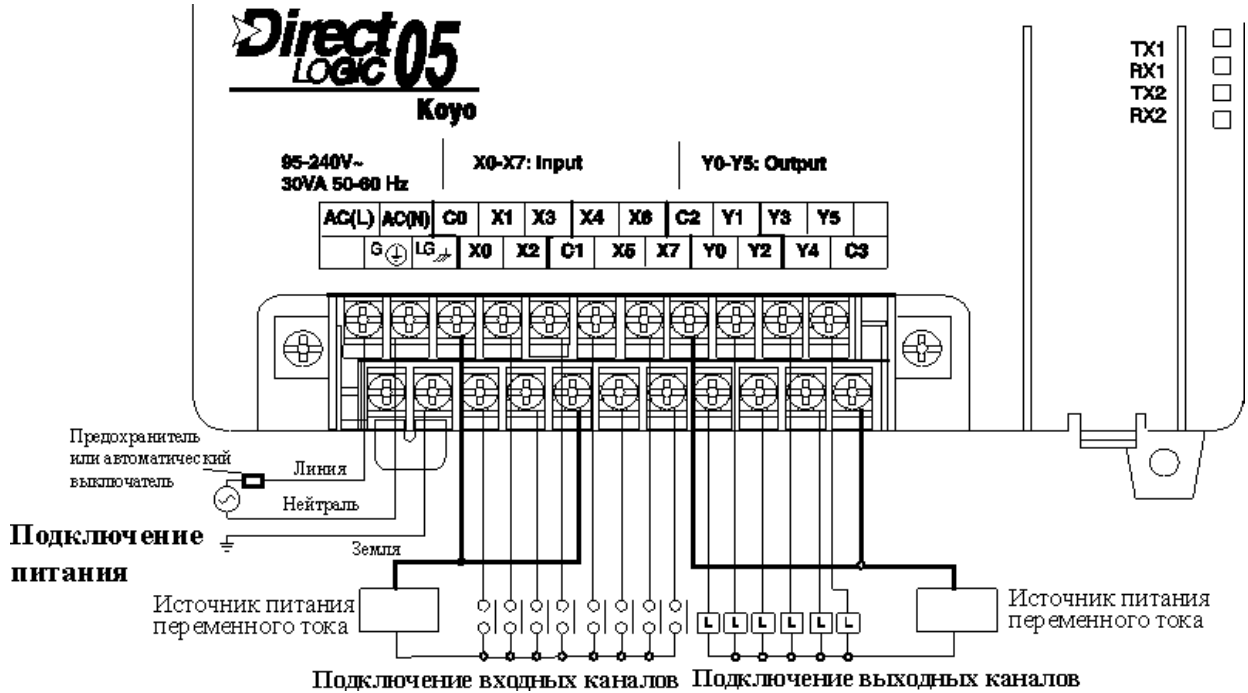 Direct
LOGIC 05
Koyo
TX1
RX1
TX2
RX2
95-240V~
30VA 50-60 Hz
X0-X7: Input
Y0-Y5: Output
AC(L) AC(N) C0 X1 X3 X4 X6 C2 Y1 Y3 Y5
G LG X0 X2 C1 X5 X7 Y0 Y2 Y4 C3
Предохранитель
или автоматический
выключатель
Линия
Нейтраль
Земля
Подключение
питания
Источник питания
переменного тока
L L L L L L
Источник питания
переменного тока
Подключение входных каналов
Подключение выходных каналов